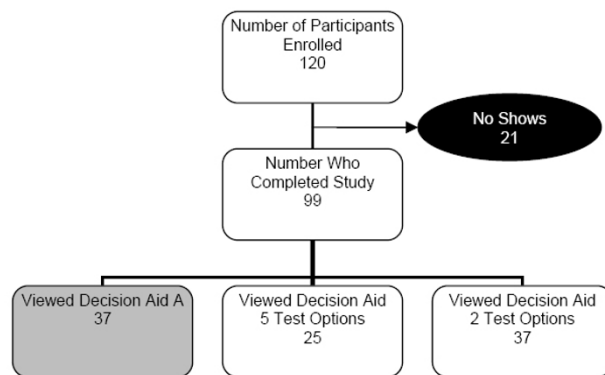 Number of Participants
Enrolled
120
No Shows
21
Number Who
Completed Study
99
Viewed Decision Aid A
37
Viewed Decision Aid
5 Test Options
25
Viewed Decision Aid
2 Test Options
37